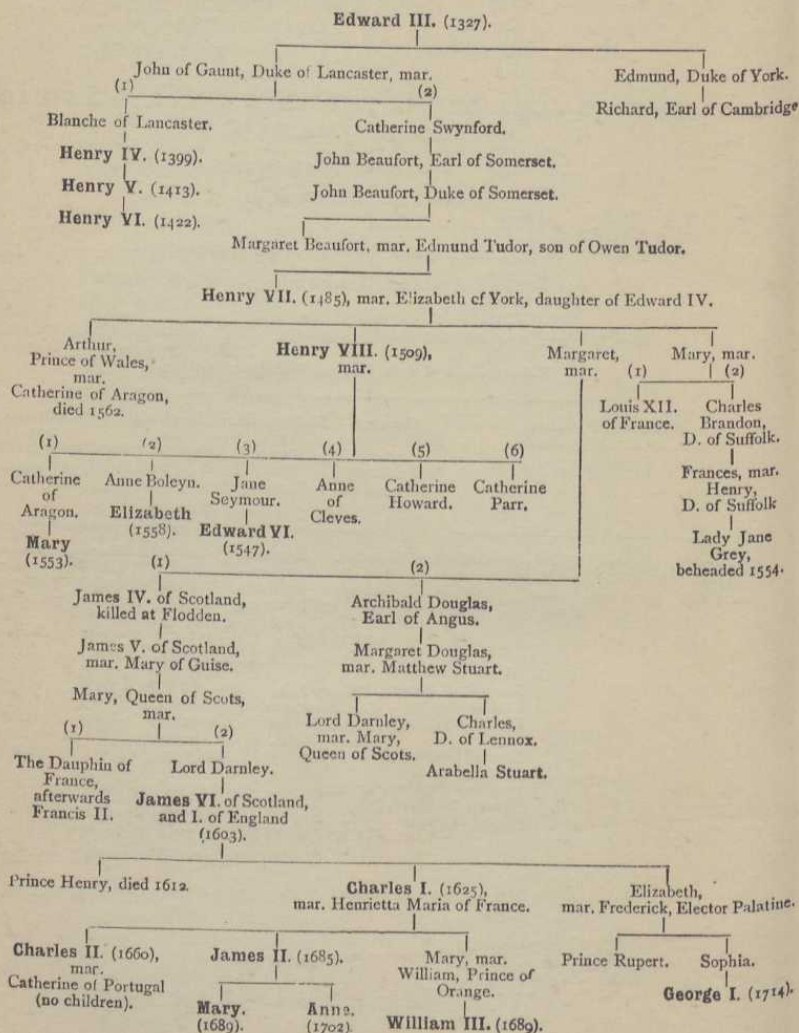 Edward III. (1327).
John of Gaunt, Duke of Lancaster, mar.
Edmund, Duke of York.
(1)
(2)
Richard, Earl of Cambridge
Blanche of Lancaster.
Catherine Swynford.
Henry IV. (1399).
John Beaufort, Earl of Somerset.
Henry V. (1413).
John Beaufort, Duke of Somerset.
Henry VI. (1422).
Margaret Beaufort, mar. Edmund Tudor, son of Owen Tudor.
Henry VII. (1485), mar. Elizabeth cf York, daughter of Edward IV.
Arthur,
Prince of Wales,
mar.
Catherine of Aragon,
died 1562.
Henry VIII. (1509),
mar.
Margaret,
mar.
Mary, mar.
(1)
(2)
Louis XII.
of France.
Charles
Brandon,
D. of Suffolk.
Frances, mar.
Henry,
D. of Suffolk
Lady Jane
Grey,
beheaded 1554.
(1)
(2)
(3)
(4)
(5)
(6)
Catherine
of
Aragon.
Mary
(1553).
Anne Boleyn.
Elizabeth
(1558).
Jane
Seymour.
Edward VI.
(1547).
Anne
of
Cleves.
Catherine
Howard.
Catherine
Parr.
(1)
(2)
James IV. of Scotland,
killed at Flodden.
James V. of Scotland,
mar. Mary of Guise.
Mary, Queen of Scots,
mar.
Archibald Douglas,
Earl of Angus.
Margaret Douglas,
mar. Matthew Stuart.
(1)
(2)
The Dauphin of
France,
afterwards
Francis II.
Lord Darnley.
James VI. of Scotland,
and I. of England
(1603).
Lord Darnley,
mar. Mary,
Queen of Scots.
Charles,
D. of Lennox.
Arabella Stuart.
Prince Henry, died 1612.
Charles I. (1625),
mar. Henrietta Maria of France.
Elizabeth,
mar. Frederick, Elector Palatine.
Charles II. (1660),
mar.
Catherine of Portugal
(no children).
James II. (1685).
Mary.
(1689).
Anne.
(1702).
Mary, mar.
William, Prince of
Orange.
William III. (1689).
Prince Rupert.
Sophia.
George I. (1714).